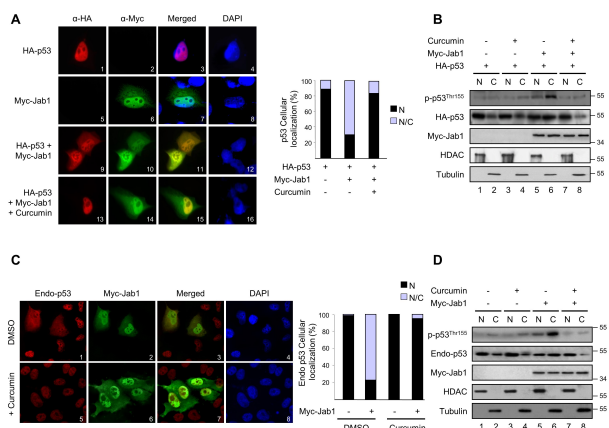 A
α-HA α-Myc Merged DAPI
HA-p53
1 2 3 4
Myc-Jab1
5 6 7 8
HA-p53 +
Myc-Jab1
9 10 11 12
HA-p53
+ Myc-Jab1
+ Curcumin
13 14 15 16
p53 Cellular
localization (%)
100
80
60
40
20
0
N
N/C
HA-p53 + + +
Myc-Jab1 - + +
Curcumin - - +
B
Curcumin - + - +
Myc-Jab1 - - + +
HA-p53 + + + +
N C N C N C N C
p-p53Thr155 55
HA-p53 55
Myc-Jab1 34
HDAC 55
Tubulin 55
1 2 3 4 5 6 7 8
C
Endo-p53 Myc-Jab1 Merged DAPI
DMSO
1 2 3 4
+ Curcumin
5 6 7 8
Endo p53 Cellular
localization (%)
100
80
60
40
20
0
N
N/C
Myc-Jab1 - + - +
DMSO Curcumin
D
Curcumin - + - +
Myc-Jab1 - - + +
N C N C N C N C
p-p53Thr155 55
Endo-p53 55
Myc-Jab1 34
HDAC 55
Tubulin 55
1 2 3 4 5 6 7 8